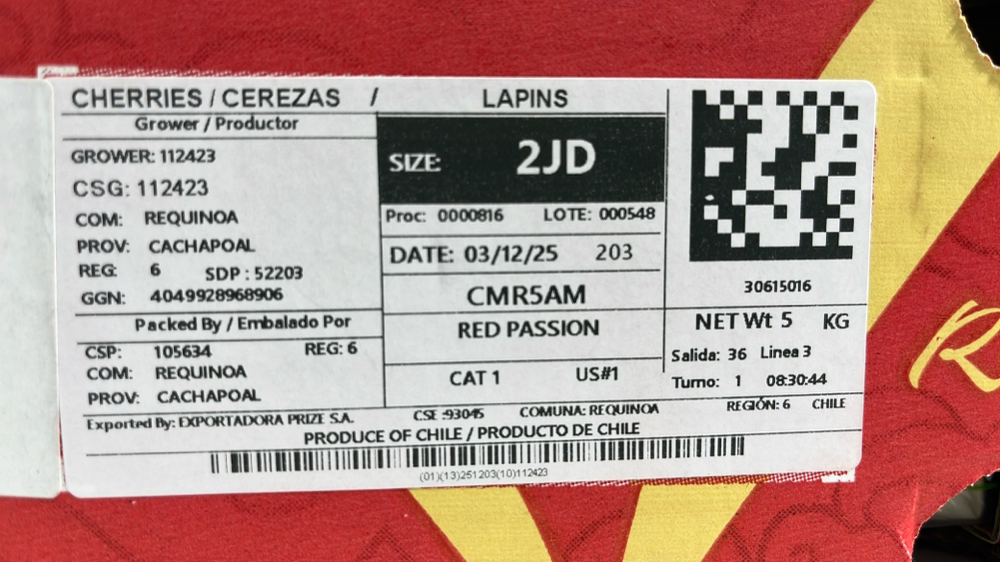 CHERRIES / CEREZAS / LAPINS
Grower / Productor
GROWER: 112423
CSG: 112423
COM: REQUINOA
PROV: CACHAPOAL
REG: 6 SDP : 52203
GGN: 4049928968906
Packed By / Embalado Por
CSP: 105634 REG: 6
COM: REQUINOA
PROV: CACHAPOAL
SIZE: 2JD
Proc: 0000816 LOTE: 000548
DATE: 03/12/25 203
CMR5AM
RED PASSION
CAT 1 US#1
30615016
NET Wt 5 KG
Salida: 36 Linea 3
Turno: 1 08:30:44
Exported By: EXPORTADORA PRIZE S.A. CSE :93045 COMUNA: REQUINOA REGIÓN: 6 CHILE
PRODUCE OF CHILE / PRODUCTO DE CHILE
(01)(13)251203(10)112423